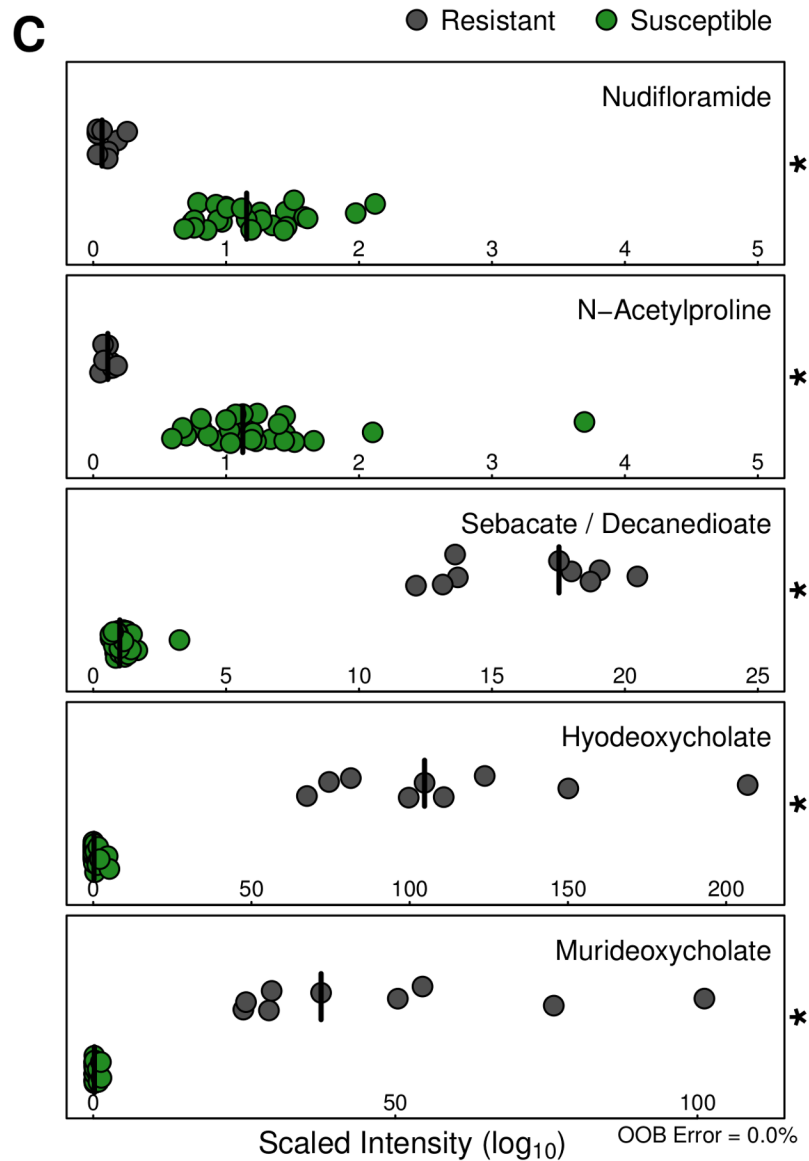 C
Resistant Susceptible
Nudifloramide
*
0 1 2 3 4 5
N−Acetylproline
*
0 1 2 3 4 5
Sebacate / Decanedioate
*
0 5 10 15 20 25
Hyodeoxycholate
*
0 50 100 150 200
Murideoxycholate
*
0 50 100
Scaled Intensity (log10)
OOB Error = 0.0%